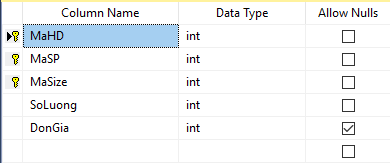 Column Name Data Type Allow Nulls
MaHD int
MaSP int
MaSize int
SoLuong int
DonGia int